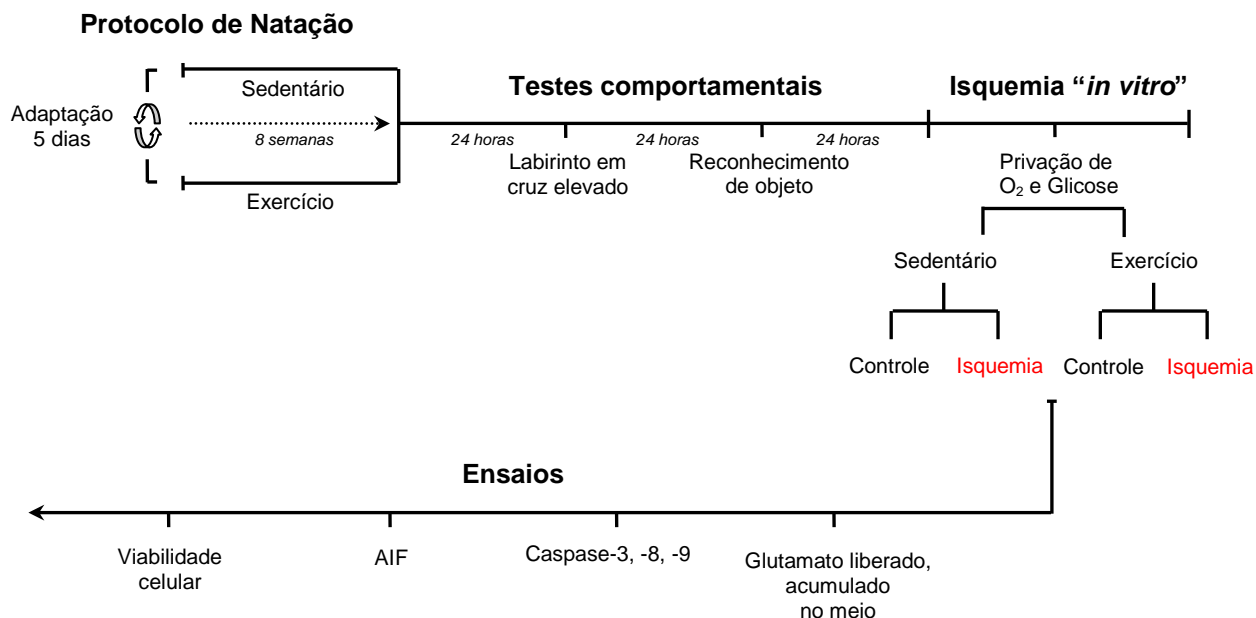 Protocolo de Natação
Adaptação
5 dias
Sedentário
8 semanas
Exercício
Testes comportamentais
24 horas
24 horas
24 horas
Labirinto em
cruz elevado
Reconhecimento
de objeto
Isquemia “in vitro”
Privação de
O₂ e Glicose
Sedentário
Exercício
Controle
Isquemia
Controle
Isquemia
Ensaios
Viabilidade
celular
AIF
Caspase-3, -8, -9
Glutamato liberado,
acumulado
no meio